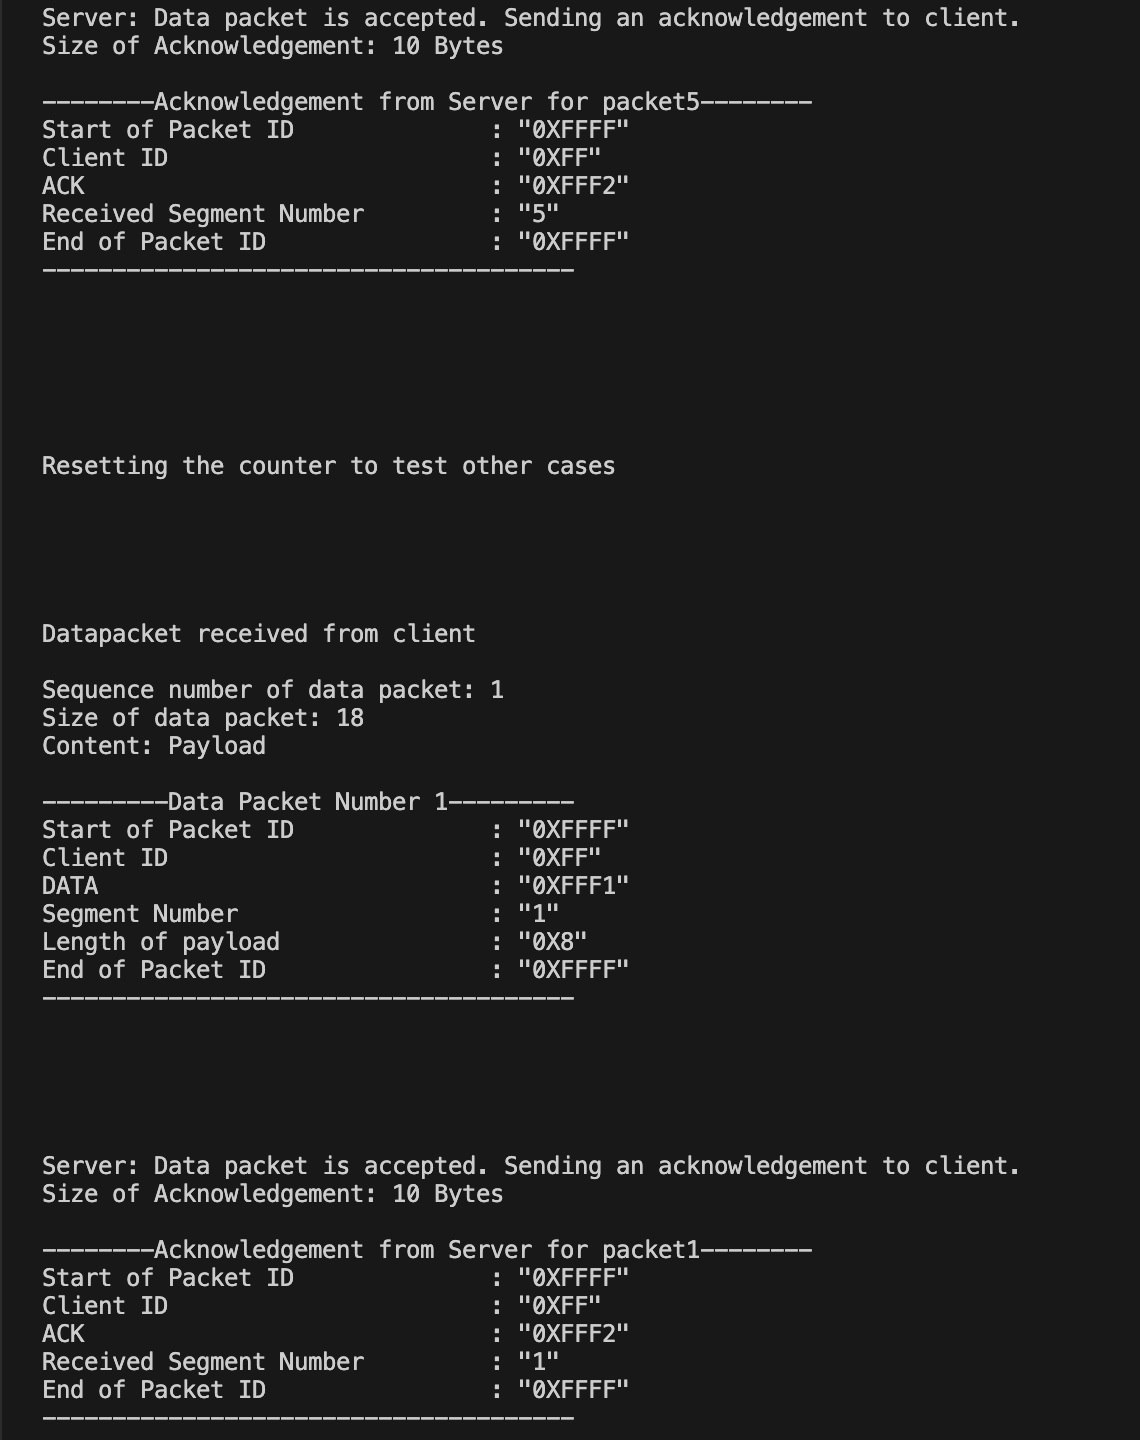 Server: Data packet is accepted. Sending an acknowledgement to client.
Size of Acknowledgement: 10 Bytes
--------Acknowledgement from Server for packet5--------
Start of Packet ID : "0XFFFF"
Client ID : "0XFF"
ACK : "0XFFF2"
Received Segment Number : "5"
End of Packet ID : "0XFFFF"
--------------------------------------
Resetting the counter to test other cases
Datapacket received from client
Sequence number of data packet: 1
Size of data packet: 18
Content: Payload
---------Data Packet Number 1---------
Start of Packet ID : "0XFFFF"
Client ID : "0XFF"
DATA : "0XFFF1"
Segment Number : "1"
Length of payload : "0X8"
End of Packet ID : "0XFFFF"
--------------------------------------
Server: Data packet is accepted. Sending an acknowledgement to client.
Size of Acknowledgement: 10 Bytes
--------Acknowledgement from Server for packet1--------
Start of Packet ID : "0XFFFF"
Client ID : "0XFF"
ACK : "0XFFF2"
Received Segment Number : "1"
End of Packet ID : "0XFFFF"
--------------------------------------